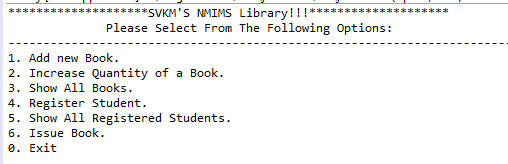 ********************SVKM'S NMIMS Library!!!********************
Please Select From The Following Options:
--------------------------------------------------------------------------
1. Add new Book.
2. Increase Quantity of a Book.
3. Show All Books.
4. Register Student.
5. Show All Registered Students.
6. Issue Book.
0. Exit